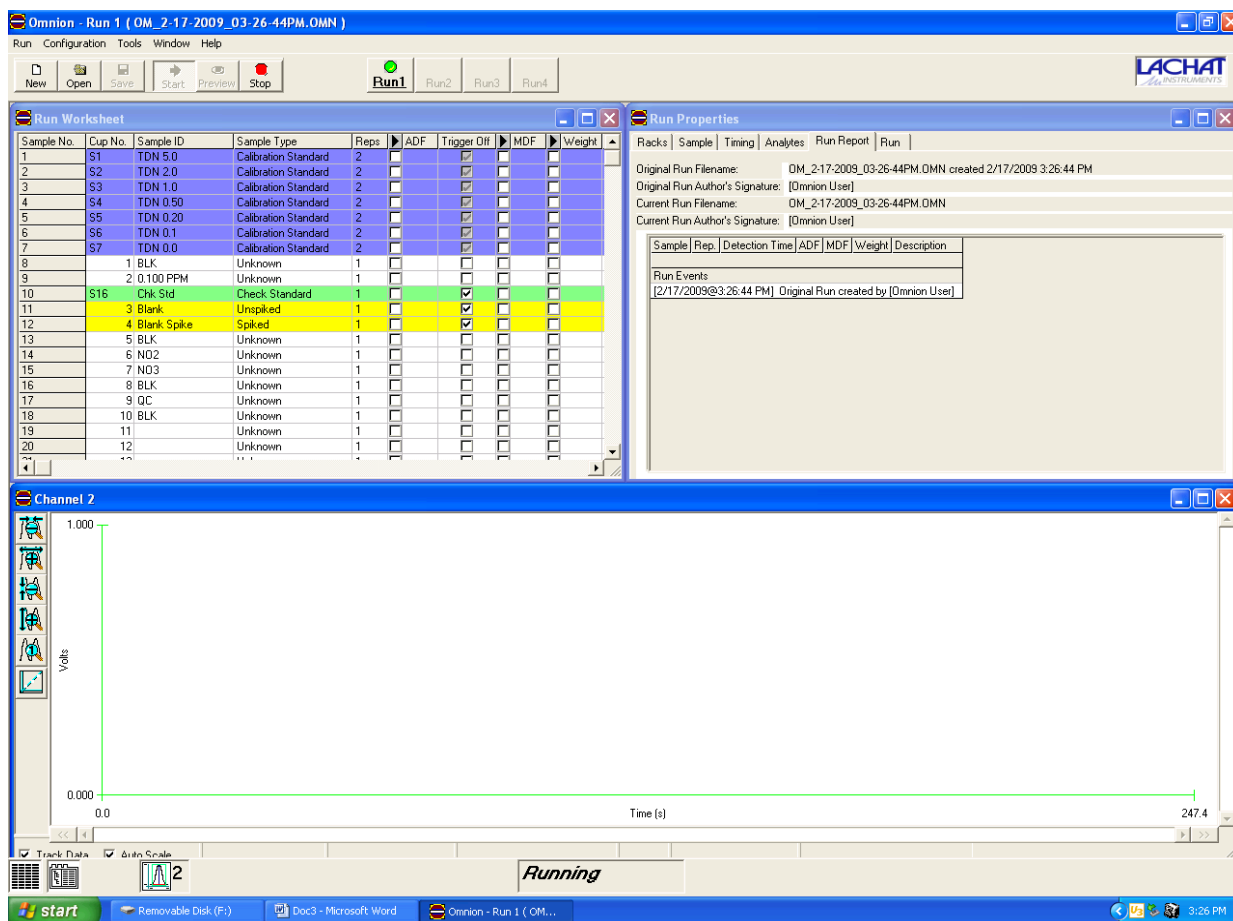 Omnion - Run 1 ( OM_2-17-2009_03-26-44PM.OMN )
Run Configuration Tools Window Help
New Open Save Start Preview Stop Run1 Run2 Run3 Run4
LACHAT
INSTRUMENTS
Run Worksheet
Sample No. Cup No. Sample ID Sample Type Reps ADF Trigger Off MDF Weight
1 S1 TDN 5.0 Calibration Standard 2
2 S2 TDN 2.0 Calibration Standard 2
3 S3 TDN 1.0 Calibration Standard 2
4 S4 TDN 0.50 Calibration Standard 2
5 S5 TDN 0.20 Calibration Standard 2
6 S6 TDN 0.1 Calibration Standard 2
7 S7 TDN 0.0 Calibration Standard 2
8 1 BLK Unknown 1
9 2 0.100 PPM Unknown 1
10 S16 Chk Std Check Standard 1
11 3 Blank Unspiked 1
12 4 Blank Spike Spiked 1
13 5 BLK Unknown 1
14 6 NO2 Unknown 1
15 7 NO3 Unknown 1
16 8 BLK Unknown 1
17 9 QC Unknown 1
18 10 BLK Unknown 1
19 11 Unknown 1
20 12 Unknown 1
Run Properties
Racks Sample Timing Analytes Run Report Run
Original Run Filename: OM_2-17-2009_03-26-44PM.OMN created 2/17/2009 3:26:44 PM
Original Run Author's Signature: [Omnion User]
Current Run Filename: OM_2-17-2009_03-26-44PM.OMN
Current Run Author's Signature: [Omnion User]
Sample Rep. Detection Time ADF MDF Weight Description
Run Events
[2/17/2009@3:26:44 PM] Original Run created by [Omnion User]
Channel 2
1.000
Volts
0.000
0.0 Time (s) 247.4
Track Data Auto Scale
2 Running
start Removable Disk (F:) Doc3 - Microsoft Word Omnion - Run 1 ( OM... 3:26 PM